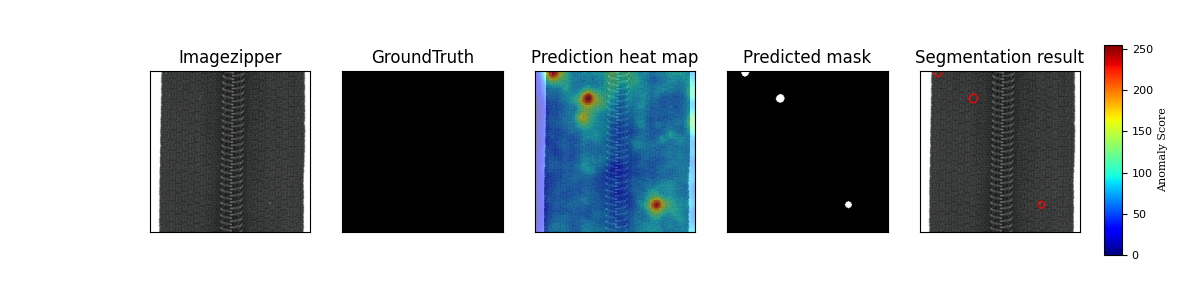 Imagezipper
GroundTruth
Prediction heat map
Predicted mask
Segmentation result
250
200
150
100
50
0
Anomaly Score